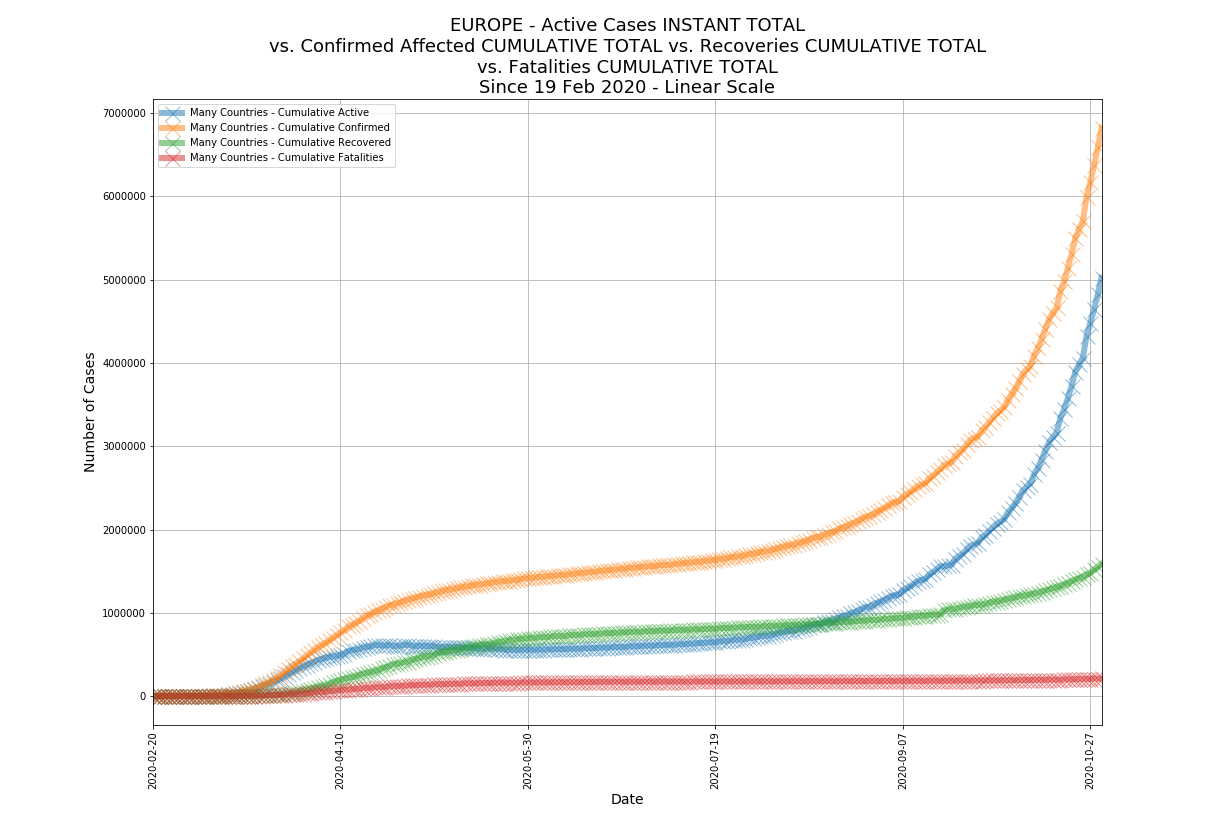 EUROPE - Active Cases INSTANT TOTAL
vs. Confirmed Affected CUMULATIVE TOTAL vs. Recoveries CUMULATIVE TOTAL
vs. Fatalities CUMULATIVE TOTAL
Since 19 Feb 2020 - Linear Scale
Many Countries - Cumulative Active
Many Countries - Cumulative Confirmed
Many Countries - Cumulative Recovered
Many Countries - Cumulative Fatalities
Number of Cases
7000000
6000000
5000000
4000000
3000000
2000000
1000000
0
2020-02-20
2020-04-10
2020-05-30
2020-07-19
2020-09-07
2020-10-27
Date